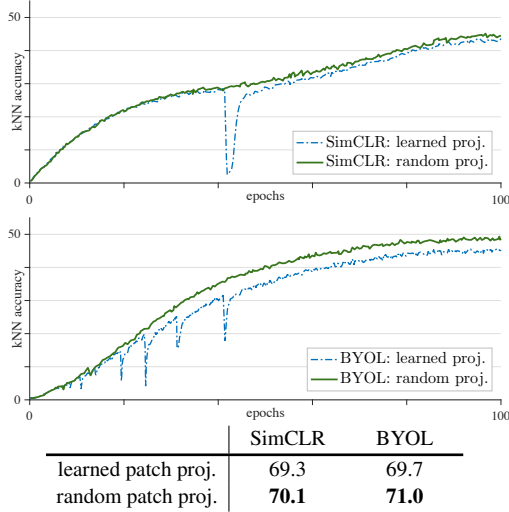 50
kNN accuracy
SimCLR: learned proj.
SimCLR: random proj.
0
0 epochs 100
50
kNN accuracy
BYOL: learned proj.
BYOL: random proj.
0
0 epochs 100
SimCLR BYOL
learned patch proj. 69.3 69.7
random patch proj. 70.1 71.0